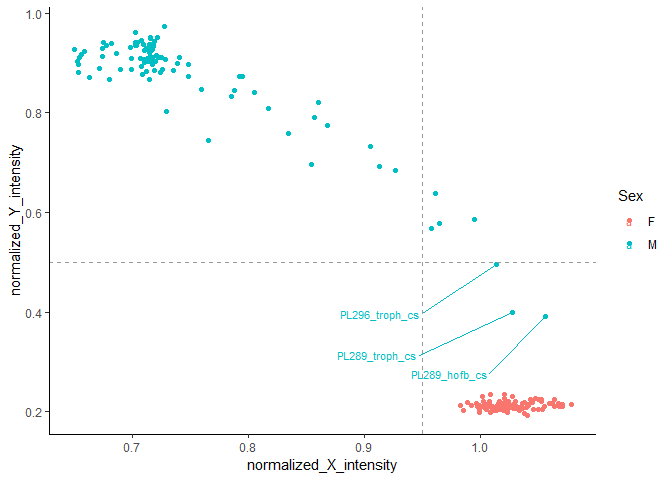 1.0
0.8
0.6
0.4
0.2
normalized_Y_intensity
PL296_troph_cs
PL289_troph_cs
PL289_hofb_cs
0.7
0.8
0.9
1.0
normalized_X_intensity
Sex
F
M